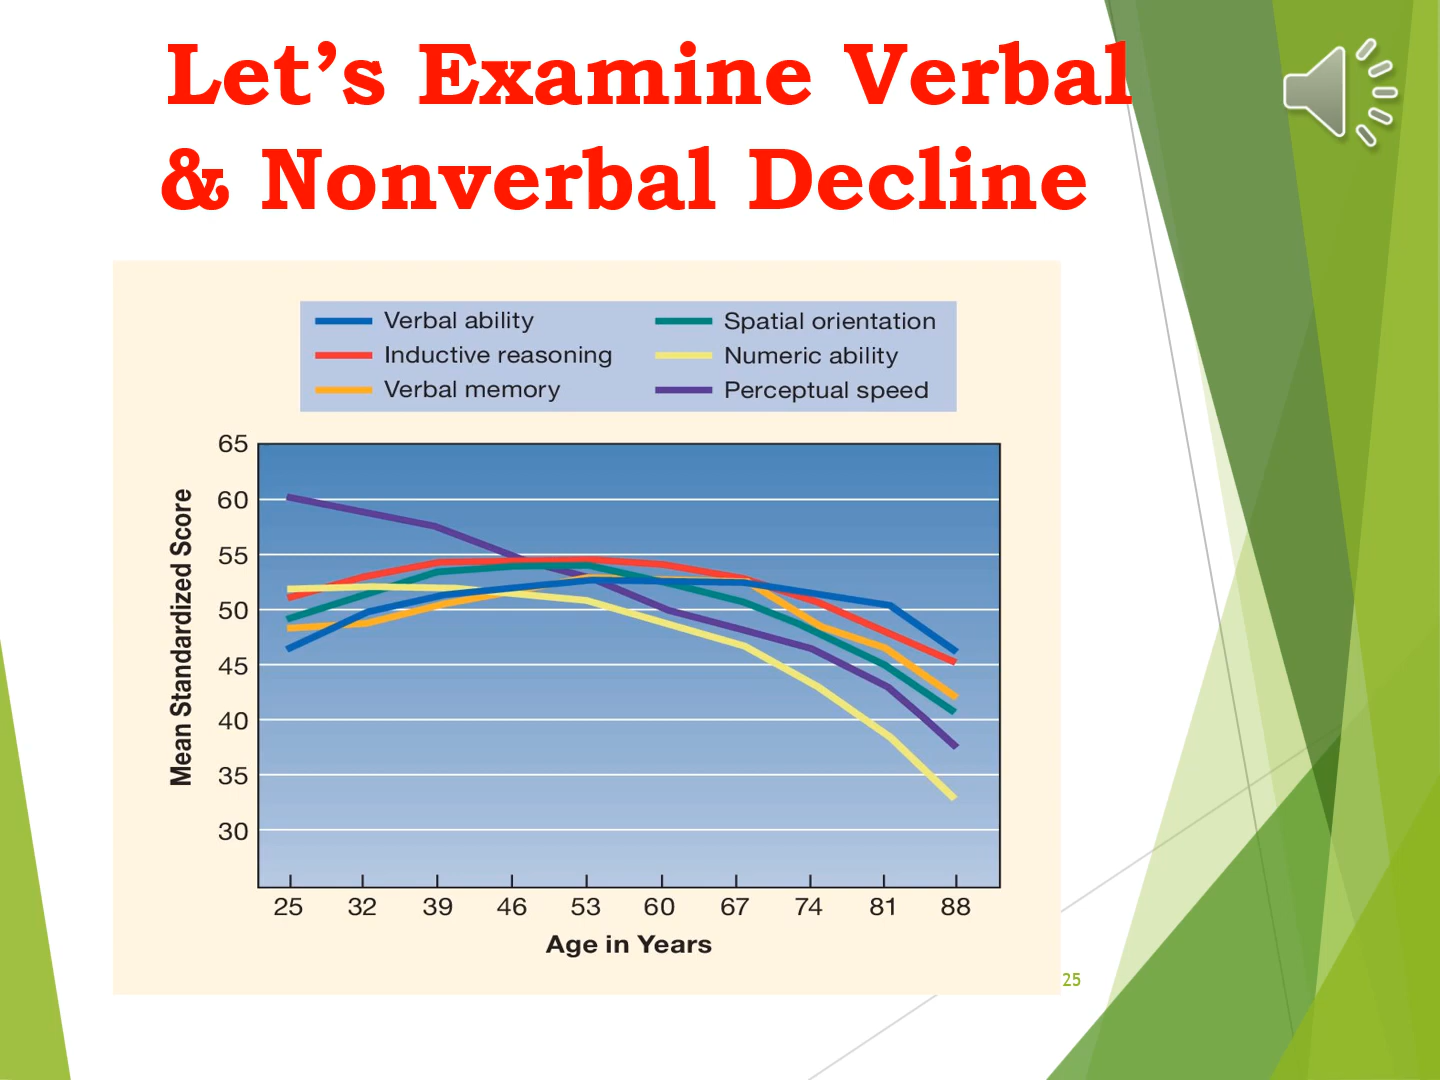 Let’s Examine Verbal
& Nonverbal Decline
Verbal ability
Inductive reasoning
Verbal memory
Spatial orientation
Numeric ability
Perceptual speed
Mean Standardized Score
65
60
55
50
45
40
35
30
25 32 39 46 53 60 67 74 81 88
Age in Years
25